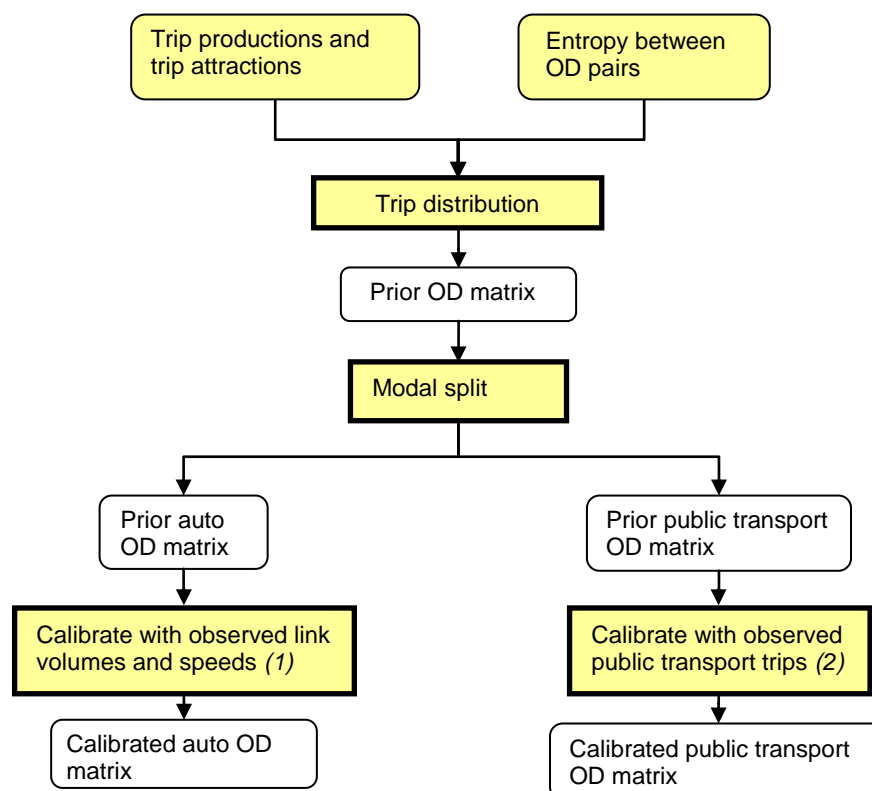 Trip productions and
trip attractions
Entropy between
OD pairs
Trip distribution
Prior OD matrix
Modal split
Prior auto
OD matrix
Prior public transport
OD matrix
Calibrate with observed link
volumes and speeds (1)
Calibrate with observed
public transport trips (2)
Calibrated auto OD
matrix
Calibrated public transport
OD matrix